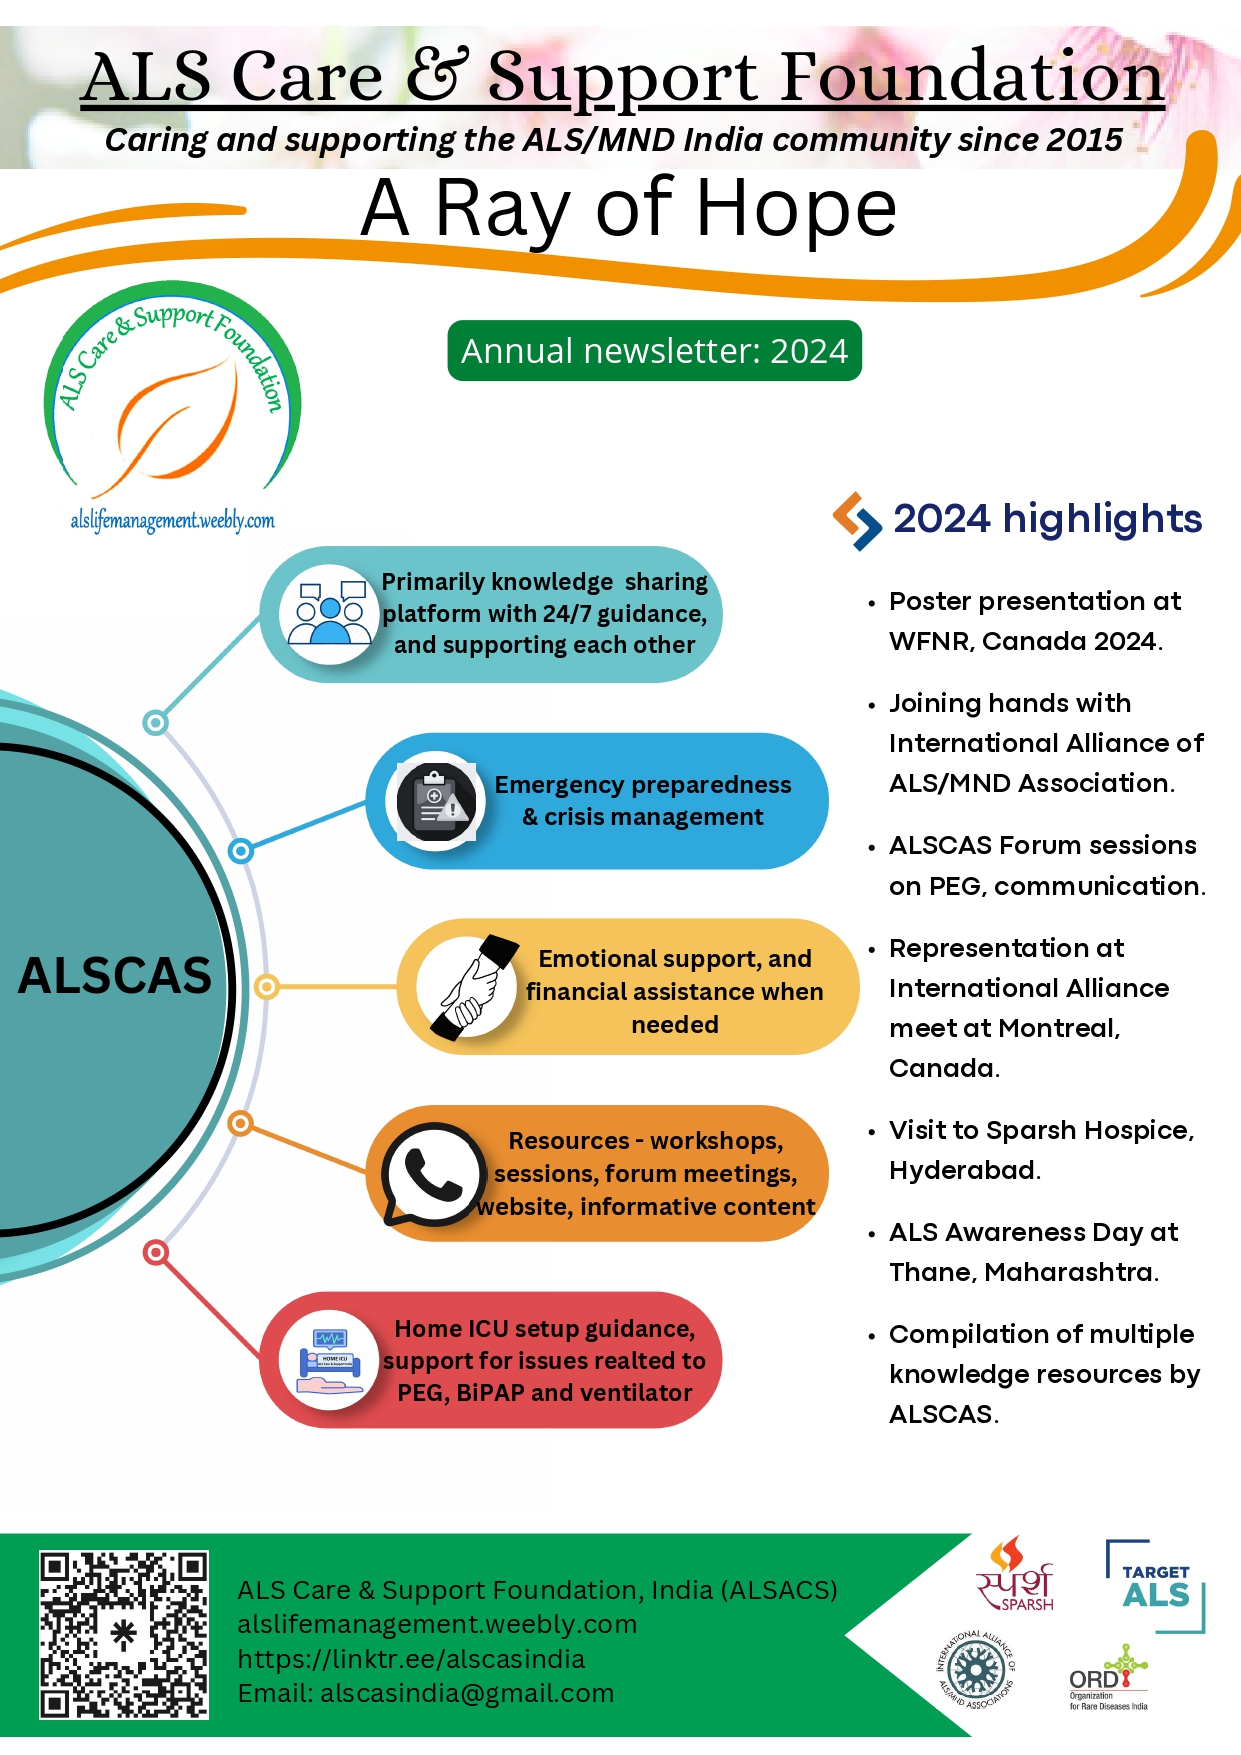 ALS Care & Support Foundation
Caring and supporting the ALS/MND India community since 2015
A Ray of Hope
ALS Care & Support Foundation
alslifemanagement.weebly.com
Annual newsletter: 2024
Primarily knowledge sharing
platform with 24/7 guidance,
and supporting each other
Emergency preparedness
& crisis management
ALSCAS
Emotional support, and
financial assistance when
needed
Resources - workshops,
sessions, forum meetings,
website, informative content
HOME ICU
Home ICU setup guidance,
support for issues realted to
PEG, BiPAP and ventilator
2024 highlights
• Poster presentation at
WFNR, Canada 2024.
• Joining hands with
International Alliance of
ALS/MND Association.
• ALSCAS Forum sessions
on PEG, communication.
• Representation at
International Alliance
meet at Montreal,
Canada.
• Visit to Sparsh Hospice,
Hyderabad.
• ALS Awareness Day at
Thane, Maharashtra.
• Compilation of multiple
knowledge resources by
ALSCAS.
ALS Care & Support Foundation, India (ALSACS)
alslifemanagement.weebly.com
https://linktr.ee/alscasindia
Email: alscasindia@gmail.com
स्पर्श
SPARSH
TARGET
ALS
INTERNATIONAL ALLIANCE OF
ALS/MND ASSOCIATIONS
ORDI
Organization
for Rare Diseases India